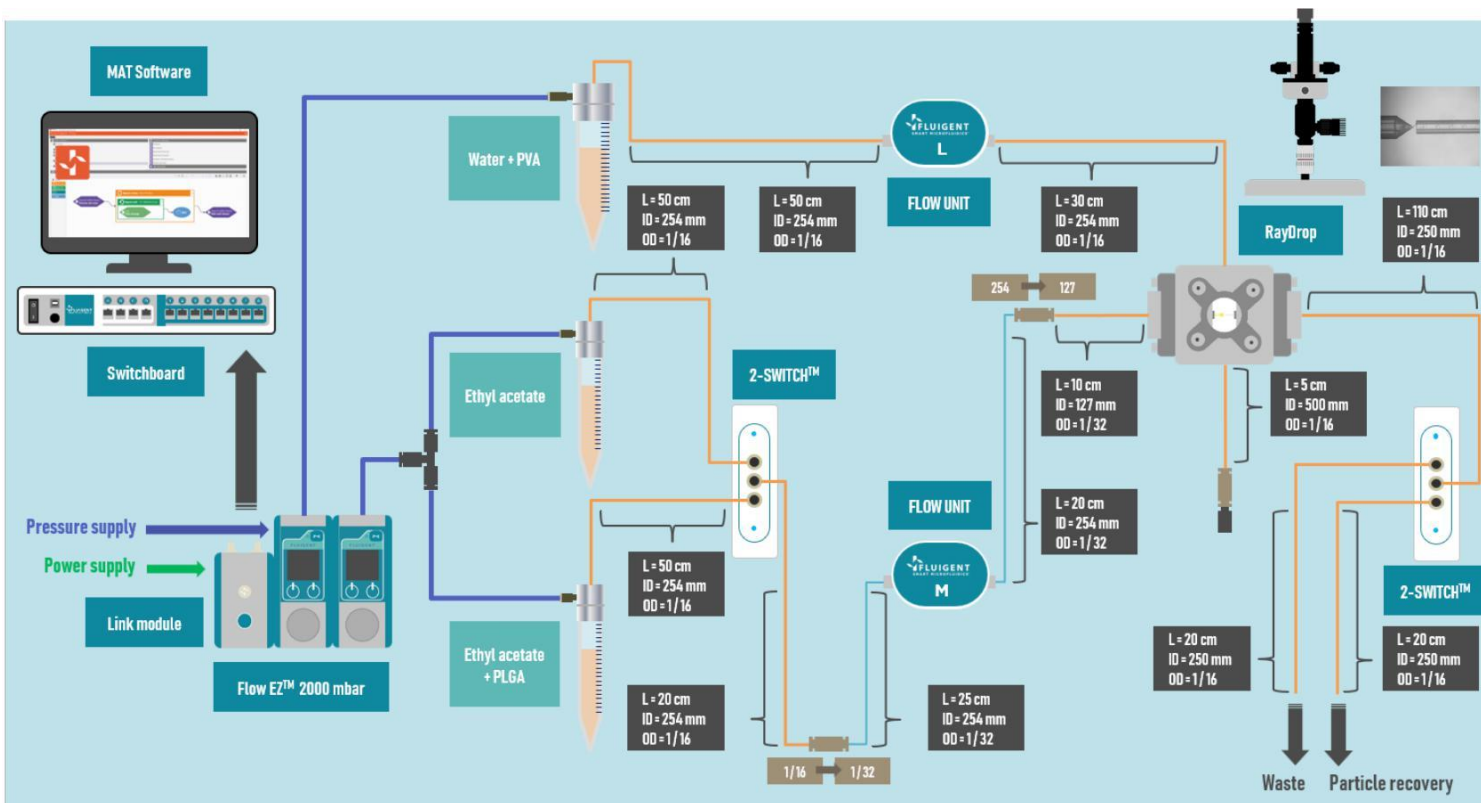 MAT Software
Switchboard
Pressure supply
Power supply
Link module
Flow EZ™ 2000 mbar
Water + PVA
Ethyl acetate
Ethyl acetate
+ PLGA
L = 50 cm
ID = 254 mm
OD = 1/16
L = 50 cm
ID = 254 mm
OD = 1/16
FLUIGENT
SMART MICROFLUIDICS
L
FLOW UNIT
L = 30 cm
ID = 254 mm
OD = 1/16
RayDrop
L = 110 cm
ID = 250 mm
OD = 1/16
254
127
2-SWITCH™
L = 10 cm
ID = 127 mm
OD = 1/32
L = 5 cm
ID = 500 mm
OD = 1/16
L = 50 cm
ID = 254 mm
OD = 1/16
FLOW UNIT
FLUIGENT
SMART MICROFLUIDICS
M
L = 20 cm
ID = 254 mm
OD = 1/32
2-SWITCH™
L = 20 cm
ID = 254 mm
OD = 1/16
L = 25 cm
ID = 254 mm
OD = 1/32
1/16
1/32
L = 20 cm
ID = 250 mm
OD = 1/16
L = 20 cm
ID = 250 mm
OD = 1/16
Waste
Particle recovery